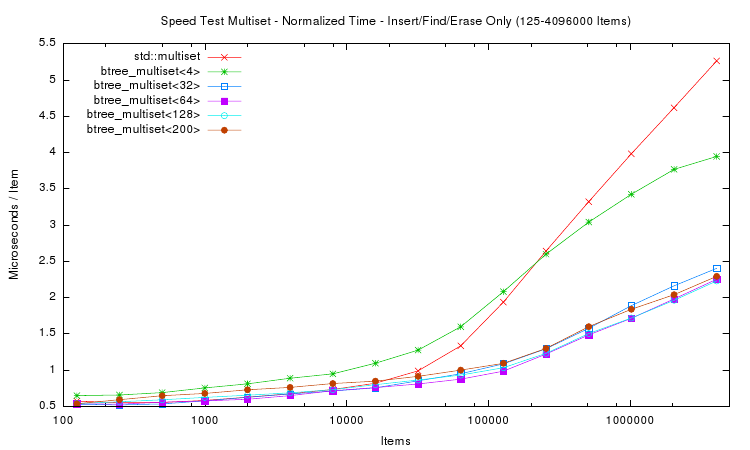 Speed Test Multiset - Normalized Time - Insert/Find/Erase Only (125-4096000 Items)
5.5
5
4.5
4
3.5
3
2.5
2
1.5
1
0.5
Microseconds / Item
std::multiset
btree_multiset<4>
btree_multiset<32>
btree_multiset<64>
btree_multiset<128>
btree_multiset<200>
100 1000 10000 100000 1000000
Items